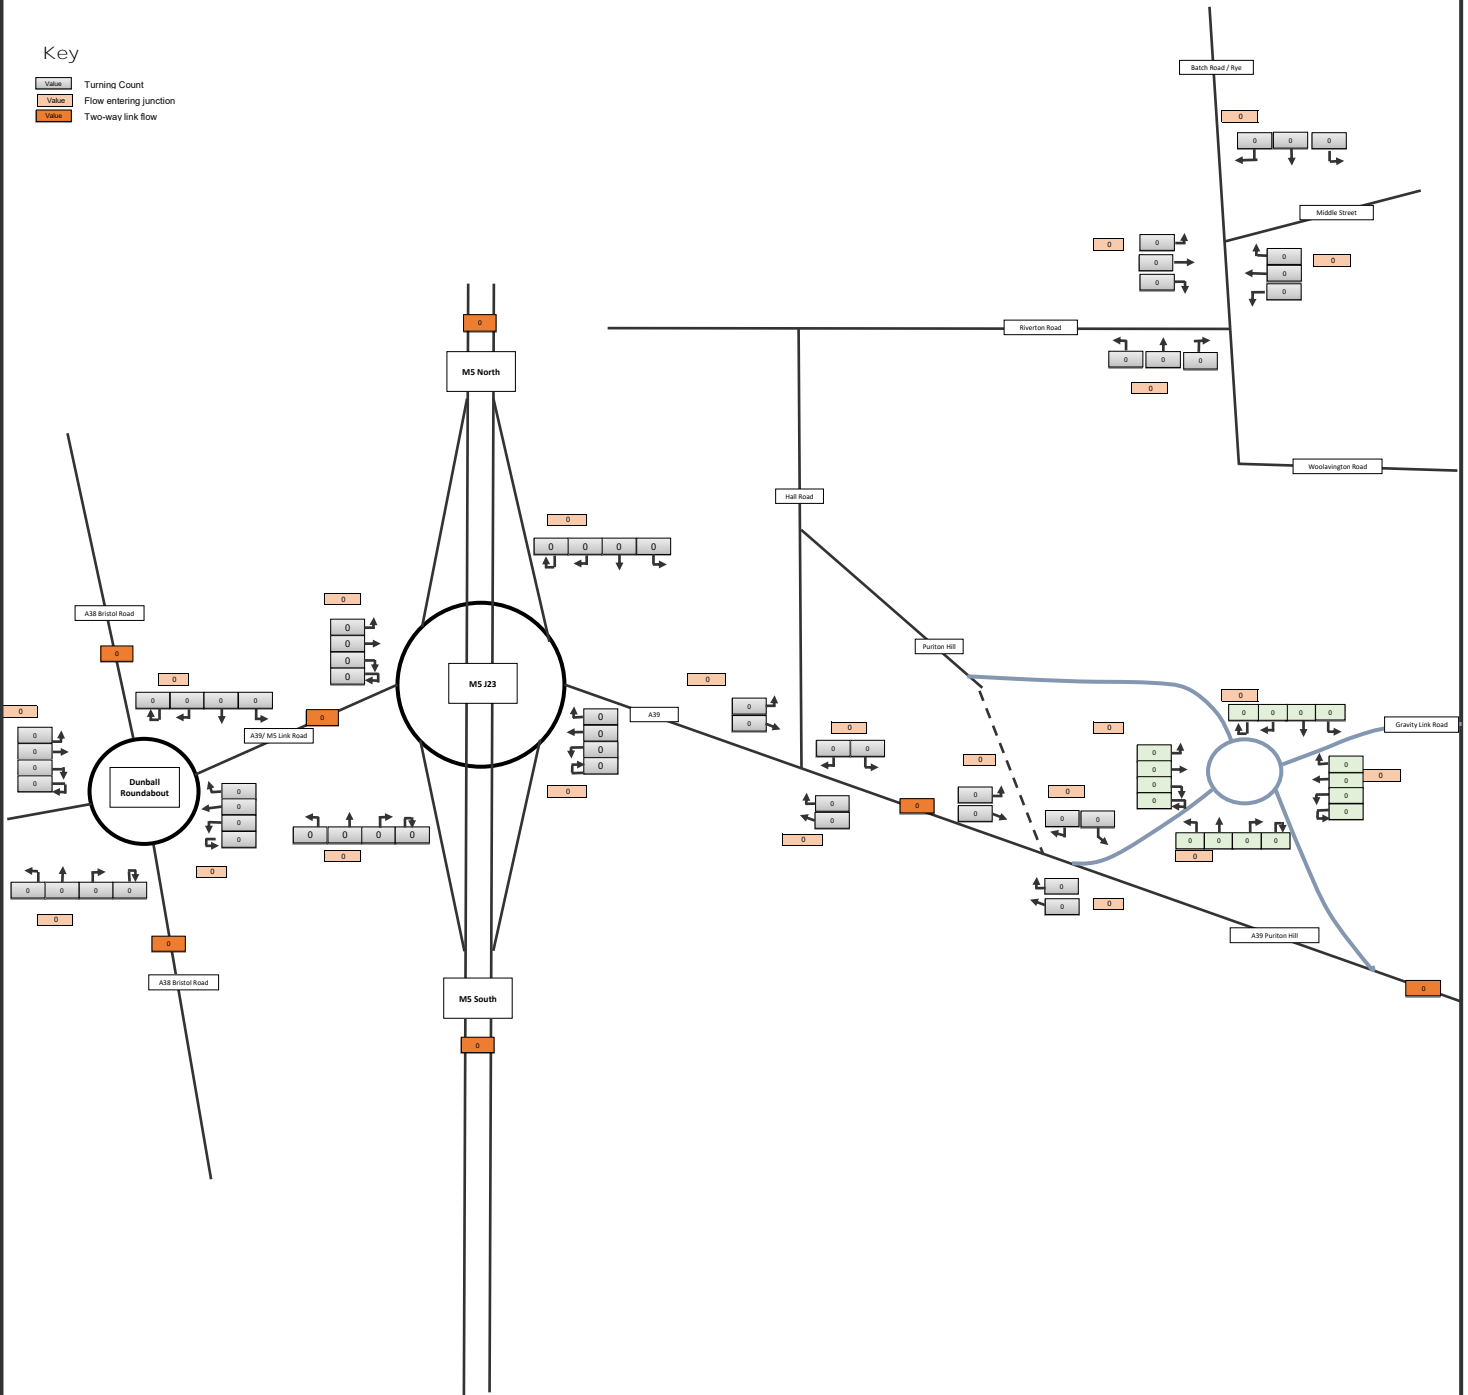 Key
Value Turning Count
Value Flow entering junction
Value Two-way link flow
Batch Road / Rye
0
0 0 0
Middle Street
0 0
0
0
0
0
0
0
0
Riverton Road
0 0 0
0
Woolavington Road
0
M5 North
Hall Road
0
0 0 0 0
A38 Bristol Road
0
0
0
0
0
0
Puriton Hill
M5 J23
0
0
0 0 0 0
0
0
0
0
0
0
A39/ M5 Link Road
Dunball
Roundabout
0
0
0
0
0
0
0
0
0
0 0 0 0
0
0 0 0 0
0
0
A38 Bristol Road
0
A39
0
0
0
0
0 0
0
0
0
0
0
0
0
0
0 0
0
0
0
0
0
0
0
0
0
0 0 0 0
Gravity Link Road
0
0
0
0
0
0 0 0 0
0
A39 Puriton Hill
0
M5 South
0